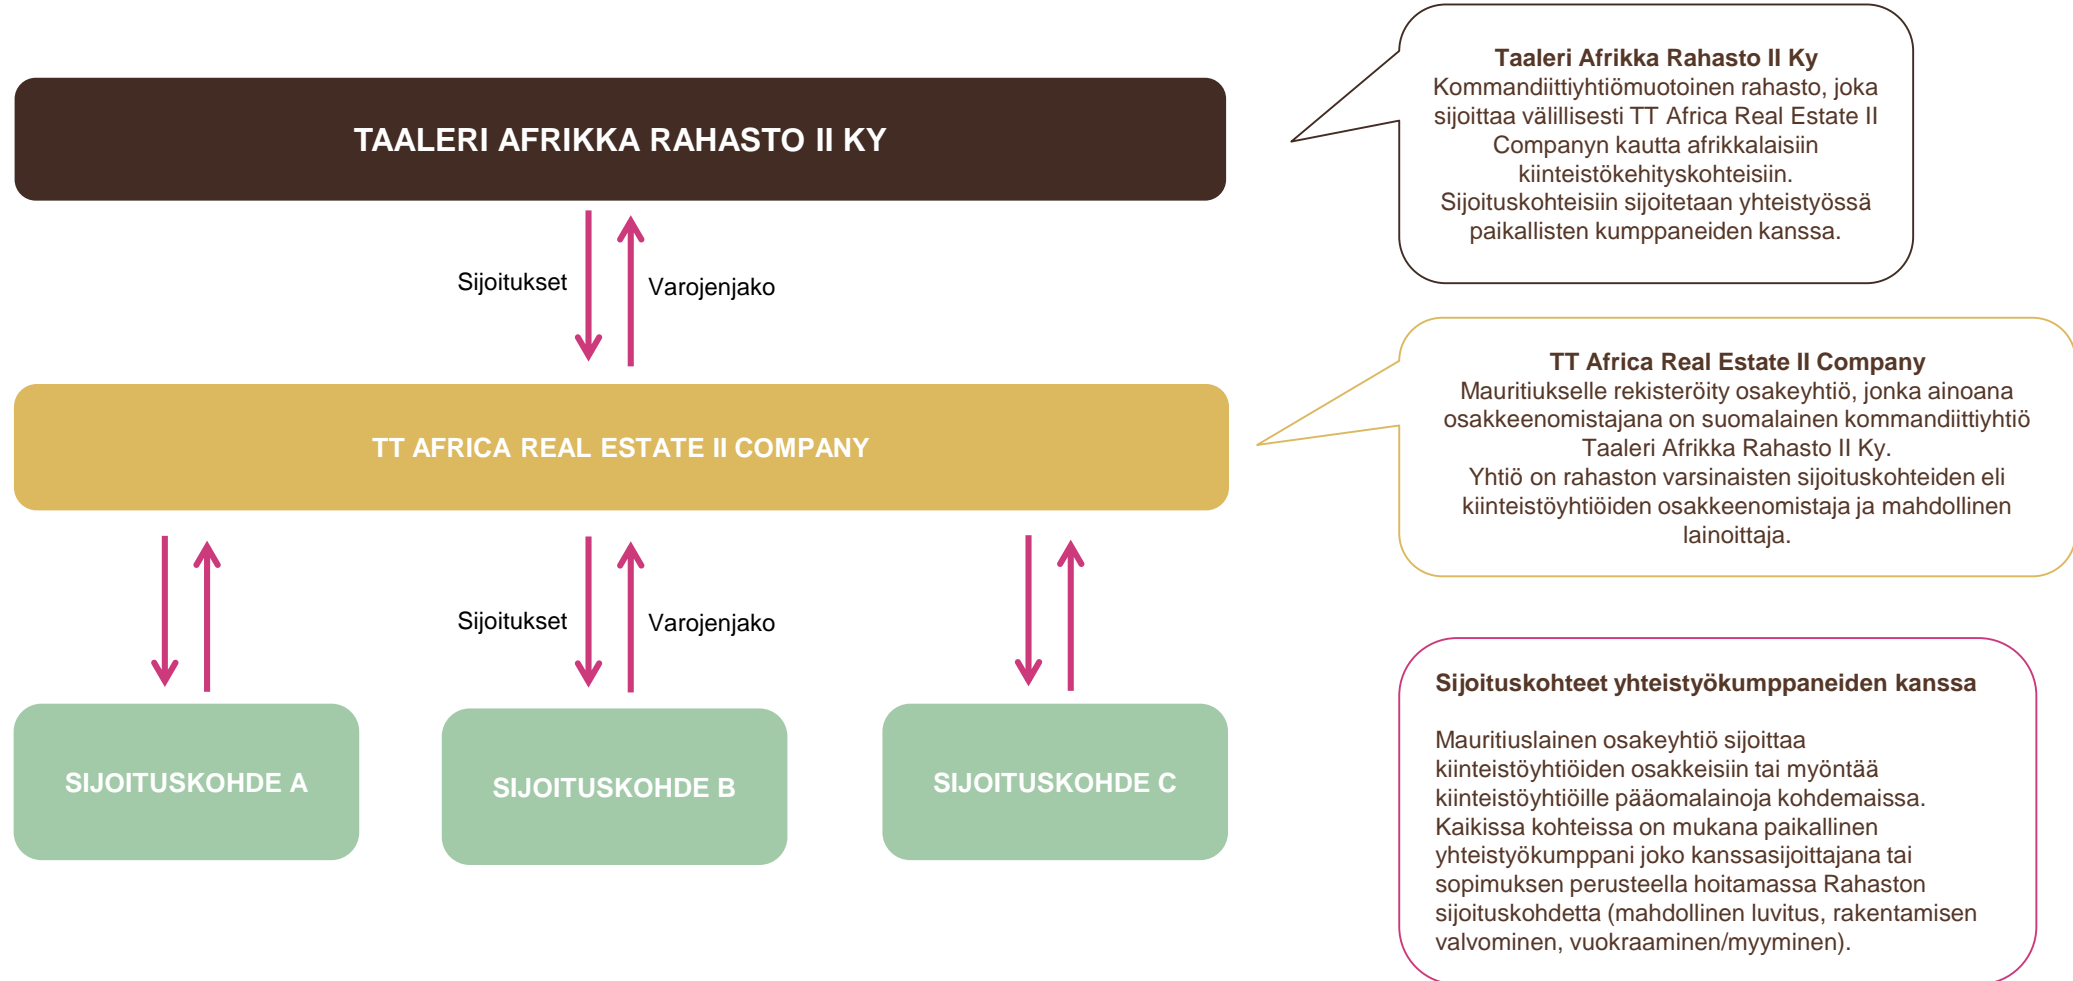 TAALERI AFRIKKA RAHASTO II KY
Sijoitukset
Varojenjako
TT AFRICA REAL ESTATE II COMPANY
Sijoitukset
Varojenjako
SIJOITUSKOHDE A
SIJOITUSKOHDE B
SIJOITUSKOHDE C
Taaleri Afrikka Rahasto II Ky
Kommandiittiyhtiömuotoinen rahasto, joka
sijoittaa välillisesti TT Africa Real Estate II
Companyn kautta afrikkalaisiin
kiinteistökehityskohteisiin.
Sijoituskohteisiin sijoitetaan yhteistyössä
paikallisten kumppaneiden kanssa.
TT Africa Real Estate II Company
Mauritiukselle rekisteröity osakeyhtiö, jonka ainoana
osakkeenomistajana on suomalainen kommandiittiyhtiö
Taaleri Afrikka Rahasto II Ky.
Yhtiö on rahaston varsinaisten sijoituskohteiden eli
kiinteistöyhtiöiden osakkeenomistaja ja mahdollinen
lainoittaja.
Sijoituskohteet yhteistyökumppaneiden kanssa
Mauritiuslainen osakeyhtiö sijoittaa
kiinteistöyhtiöiden osakkeisiin tai myöntää
kiinteistöyhtiöille pääomalainoja kohdemaissa.
Kaikissa kohteissa on mukana paikallinen
yhteistyökumppani joko kanssasijoittajana tai
sopimuksen perusteella hoitamassa Rahaston
sijoituskohdetta (mahdollinen luvitus, rakentamisen
valvominen, vuokraaminen/myyminen).